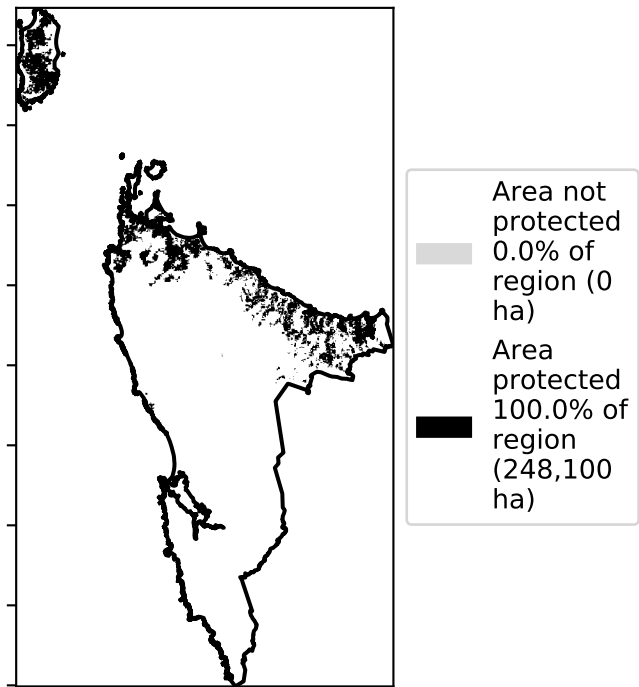 Area not
protected
0.0% of
region (0
ha)
Area
protected
100.0% of
region
(248,100
ha)